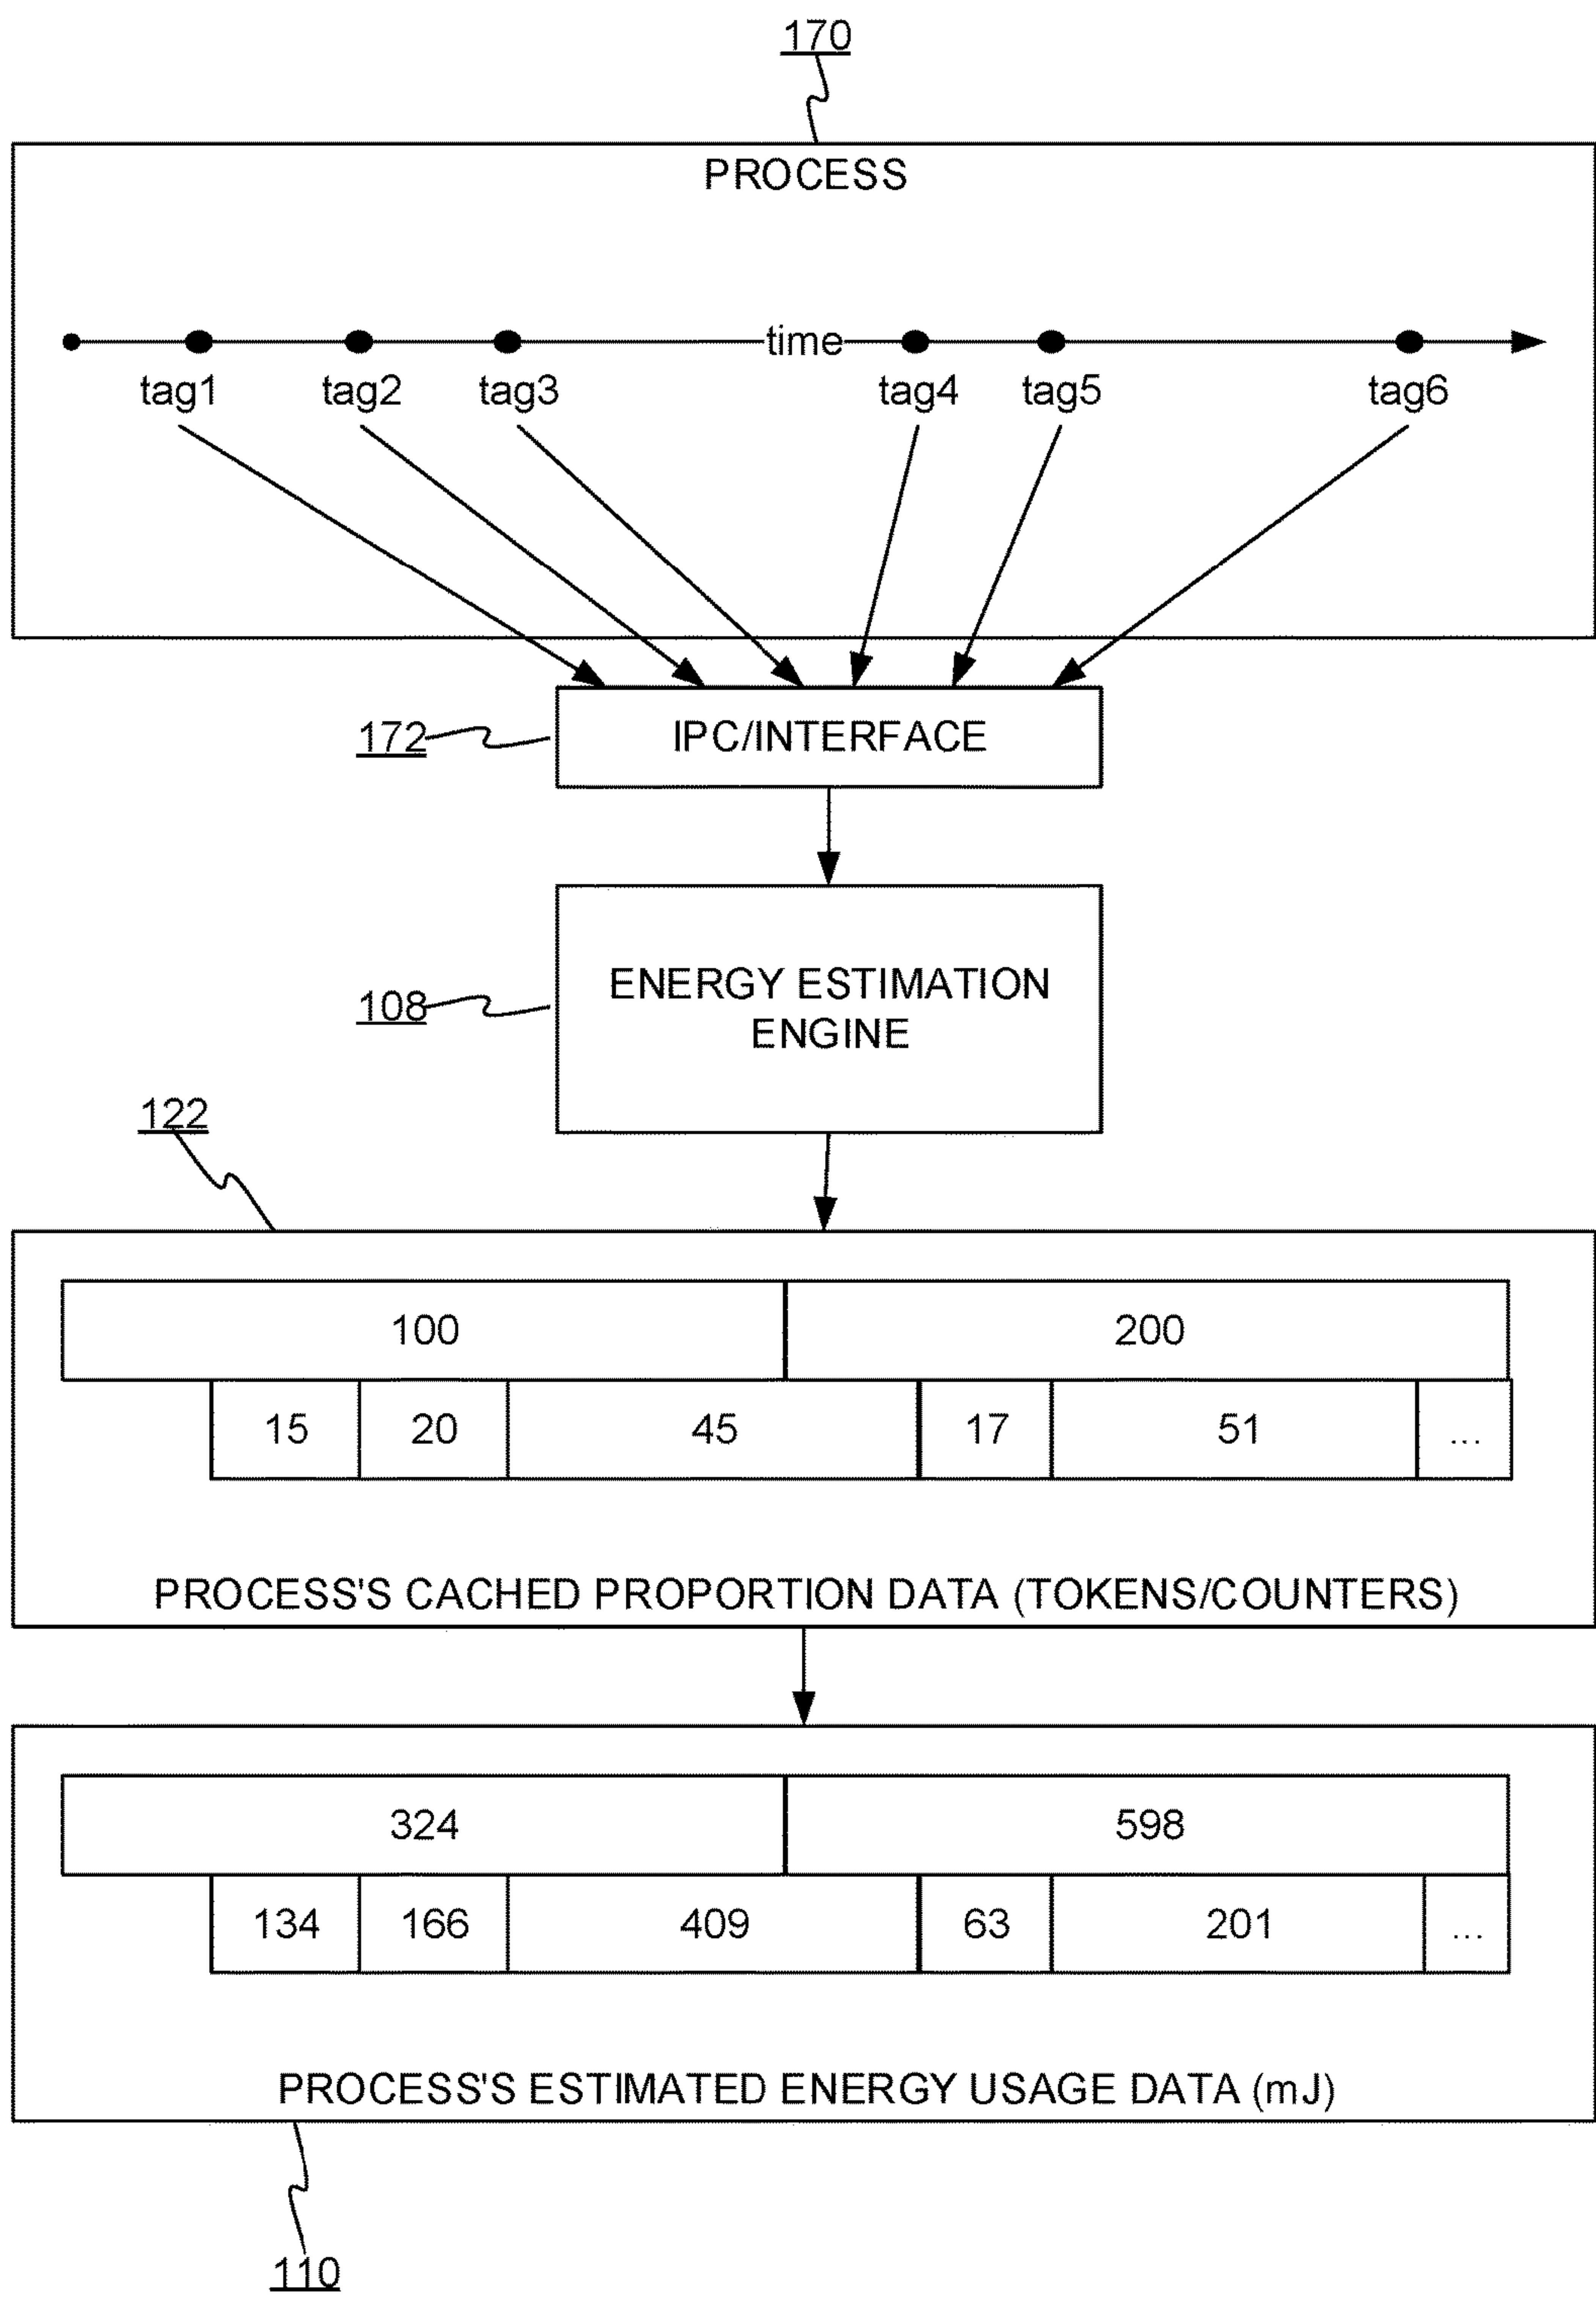 170
PROCESS
time
tag1 tag2 tag3 tag4 tag5 tag6
172 IPC/INTERFACE
108 ENERGY ESTIMATION
ENGINE
122
100 200
15 20 45 17 51 ...
PROCESS'S CACHED PROPORTION DATA (TOKENS/COUNTERS)
324 598
134 166 409 63 201 ...
PROCESS'S ESTIMATED ENERGY USAGE DATA (mJ)
110